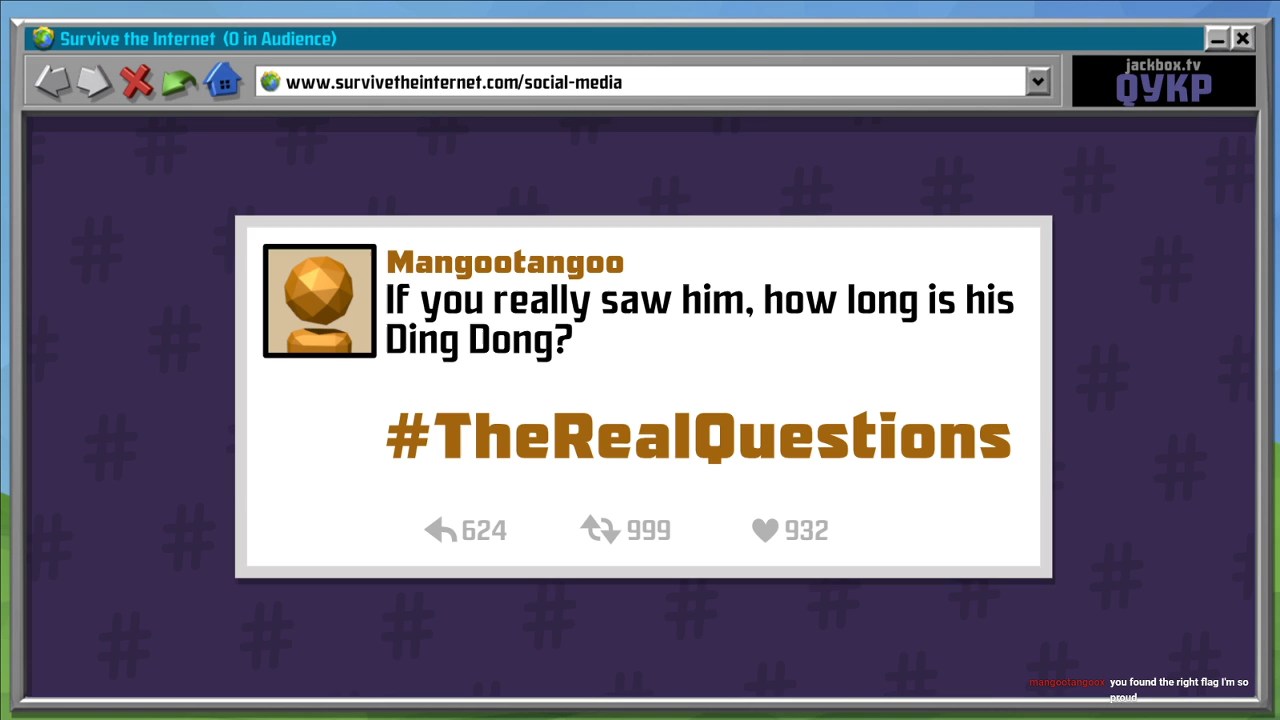 Survive the Internet (0 in Audience)
www.survivetheinternet.com/social-media
jackbox.tv
QYKP
Mangootangoo
If you really saw him, how long is his
Ding Dong?
#TheRealQuestions
624 999 932
mangootangoox you found the right flag I'm so
proud